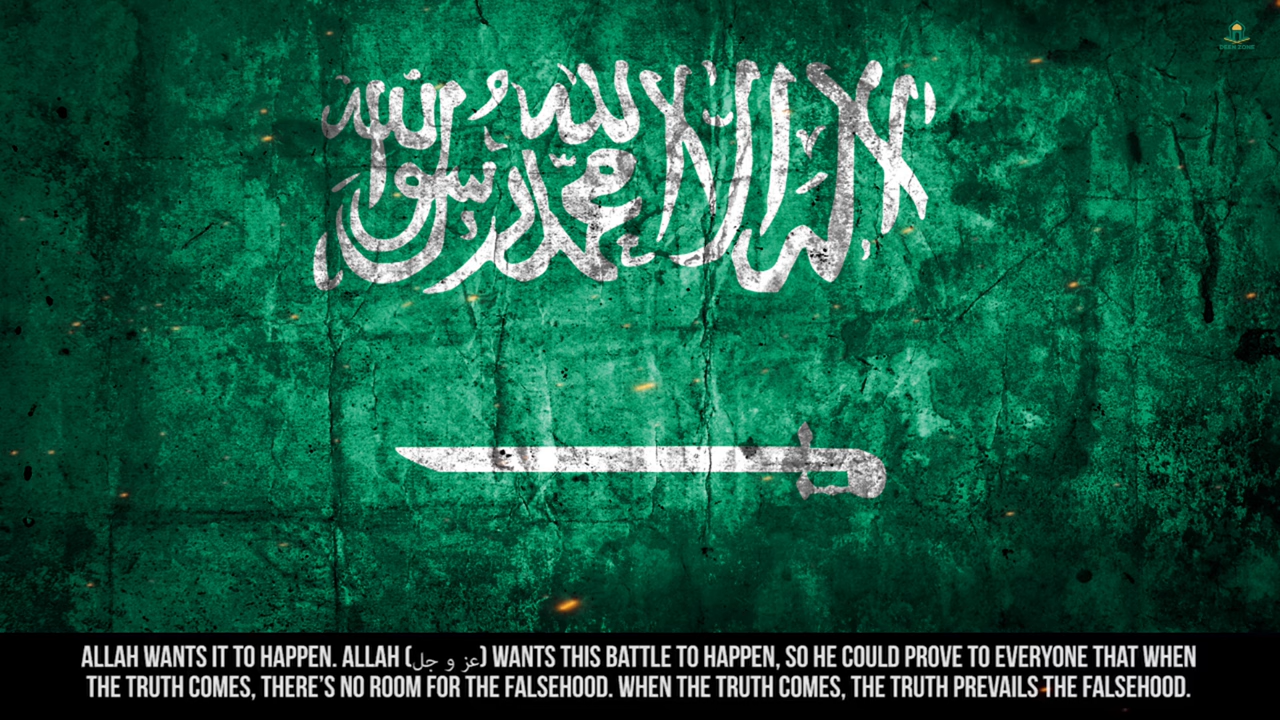 DEEN ZONE
لا إله إلا الله محمد رسول الله
ALLAH WANTS IT TO HAPPEN. ALLAH (عز و جل) WANTS THIS BATTLE TO HAPPEN, SO HE COULD PROVE TO EVERYONE THAT WHEN
THE TRUTH COMES, THERE'S NO ROOM FOR THE FALSEHOOD. WHEN THE TRUTH COMES, THE TRUTH PREVAILS THE FALSEHOOD.